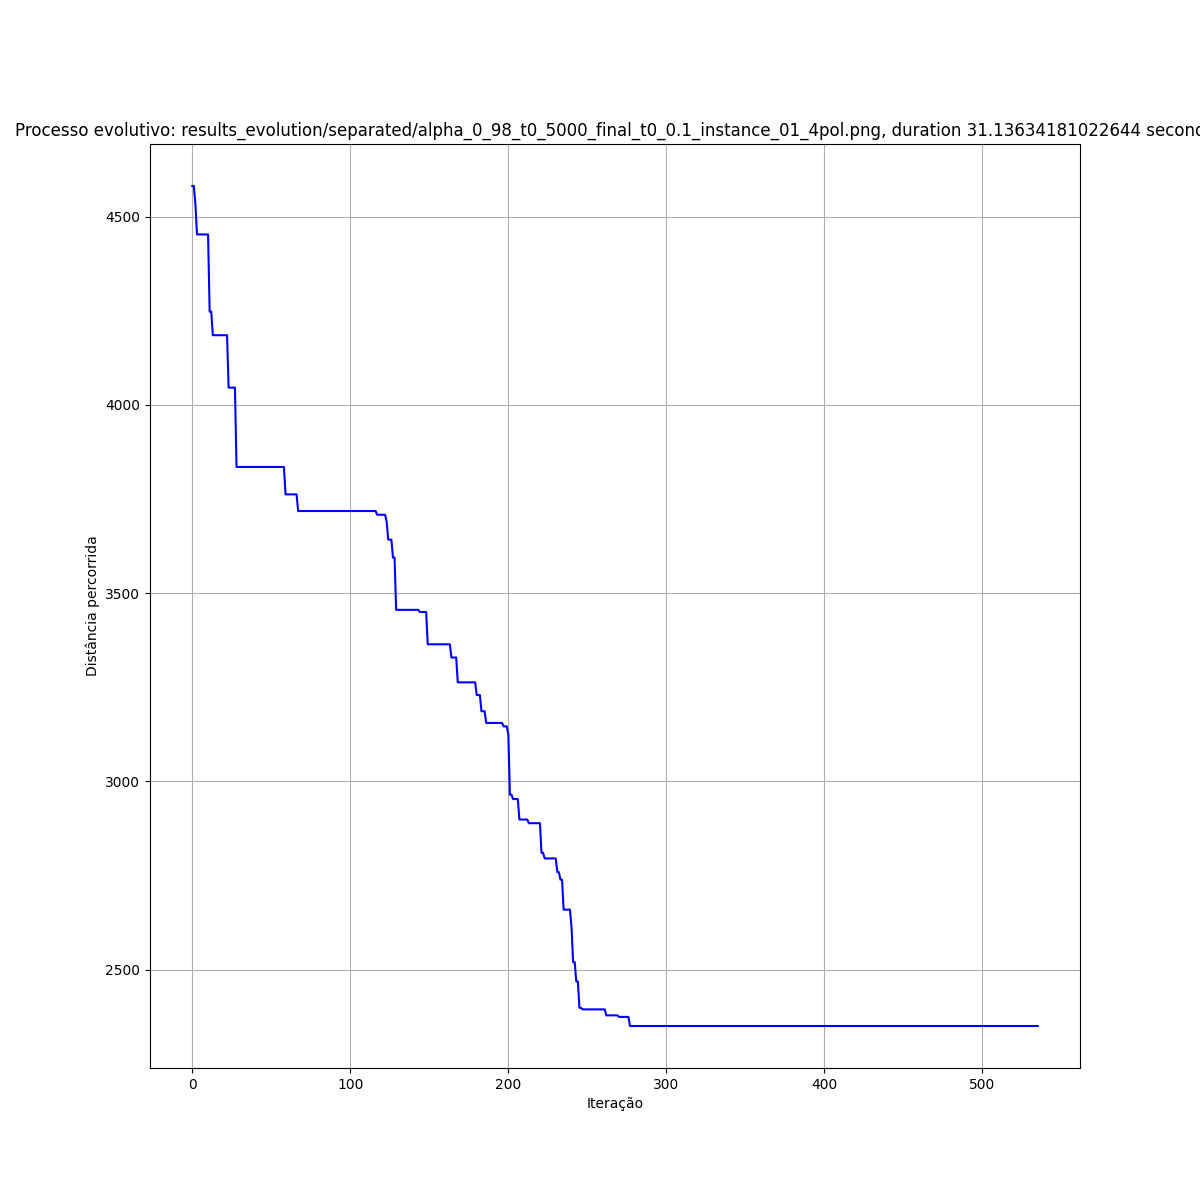 Processo evolutivo: results_evolution/separated/alpha_0_98_t0_5000_final_t0_0.1_instance_01_4pol.png, duration 31.13634181022644
4500
4000
3500
3000
2500
Distância percorrida
0 100 200 300 400 500
Iteração